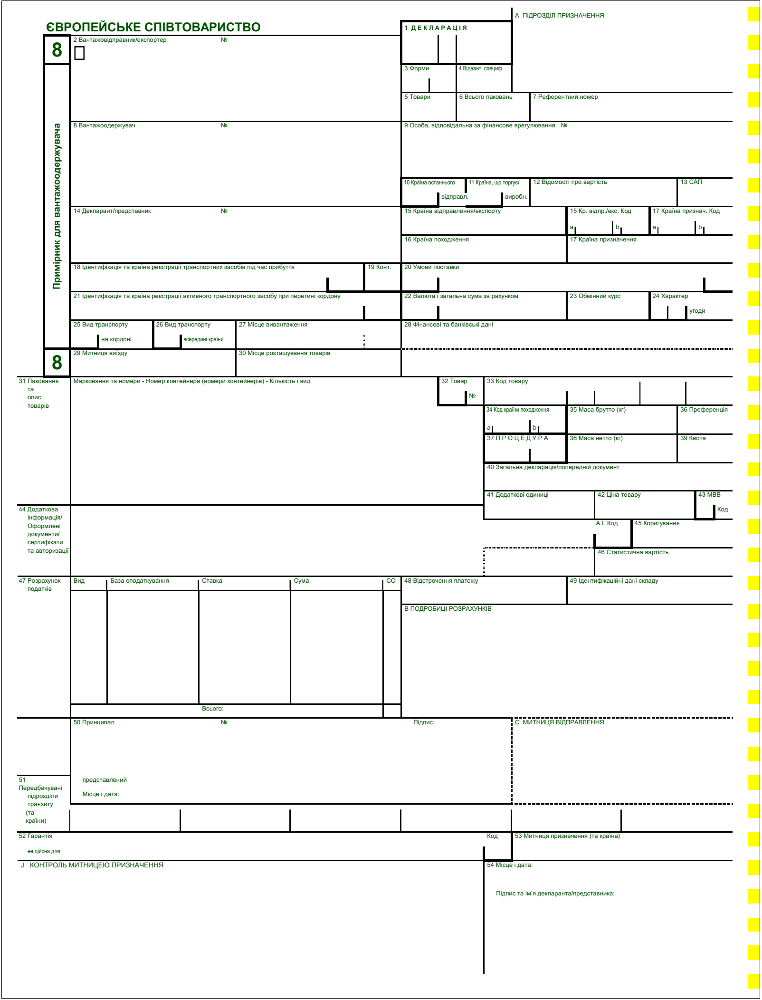 A ПІДРОЗДІЛ ПРИЗНАЧЕННЯ
ЄВРОПЕЙСЬКЕ СПІВТОВАРИСТВО
1 ДЕКЛАРАЦІЯ
8
2 Вантажовідправник/експортер №
3 Форми
4 Відвант. специф.
5 Товари
6 Всього паковань
7 Референтний номер
Примірник для вантажоодержувача
8 Вантажоодержувач №
9 Особа, відповідальна за фінансове врегулювання №
10 Країна останнього
відправл.
11 Країна, що торгує/
виробн.
12 Відомості про вартість
13 САП
14 Декларант/представник №
15 Країна відправлення/експорту
15 Кр. відпр./екс. Код
a b
17 Країна признач. Код
a b
16 Країна походження
17 Країна призначення
18 Ідентифікація та країна реєстрації транспортних засобів під час прибуття
19 Конт.
20 Умови поставки
21 Ідентифікація та країна реєстрації активного транспортного засобу при перетині кордону
22 Валюта і загальна сума за рахунком
23 Обмінний курс
24 Характер
угоди
25 Вид транспорту
на кордоні
26 Вид транспорту
всередині країни
27 Місце вивантаження
28 Фінансові та банківські дані
8
29 Митниця виїзду
30 Місце розташування товарів
31 Паковання
та
опис
товарів
Марковання та номери - Номер контейнера (номери контейнерів) - Кількість і вид
32 Товар
№
33 Код товару
34 Код країни походження
a b
35 Маса брутто (кг)
36 Преференція
37 ПРОЦЕДУРА
38 Маса нетто (кг)
39 Квота
40 Загальна декларація/попередній документ
41 Додаткові одиниці
42 Ціна товару
43 МВВ
Код
44 Додаткова
інформація/
Оформлені
документи/
сертифікати
та авторизації
А.І. Код
45 Коригування
46 Статистична вартість
47 Розрахунок
податків
Вид
База оподаткування
Ставка
Сума
СО
48 Відстрочення платежу
49 Ідентифікаційні дані складу
В ПОДРОБИЦІ РОЗРАХУНКІВ
Всього:
50 Принципал №
Підпис:
С МИТНИЦЯ ВІДПРАВЛЕННЯ
представлений
Місце і дата:
51
Передбачувані
підрозділи
транзиту
(та
країни)
52 Гарантія
не дійсна для
Код
53 Митниця призначення (та країна)
J КОНТРОЛЬ МИТНИЦЕЮ ПРИЗНАЧЕННЯ
54 Місце і дата:
Підпис та ім'я декларанта/представника: